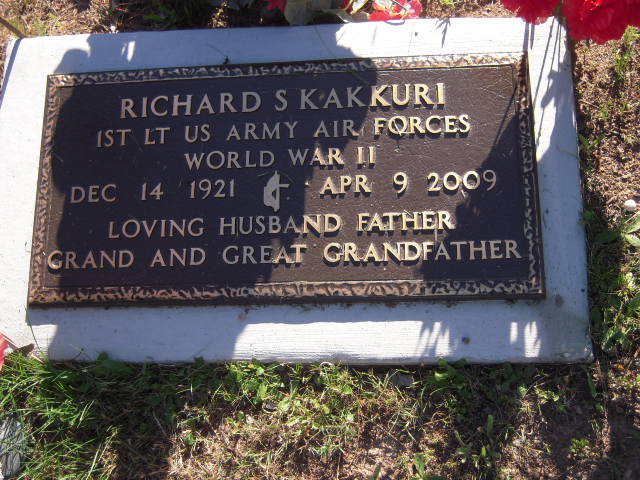 RICHARD S KAKKURI
1ST LT US ARMY AIR FORCES
WORLD WAR II
DEC 14 1921 APR 9 2009
LOVING HUSBAND FATHER
GRAND AND GREAT GRANDFATHER